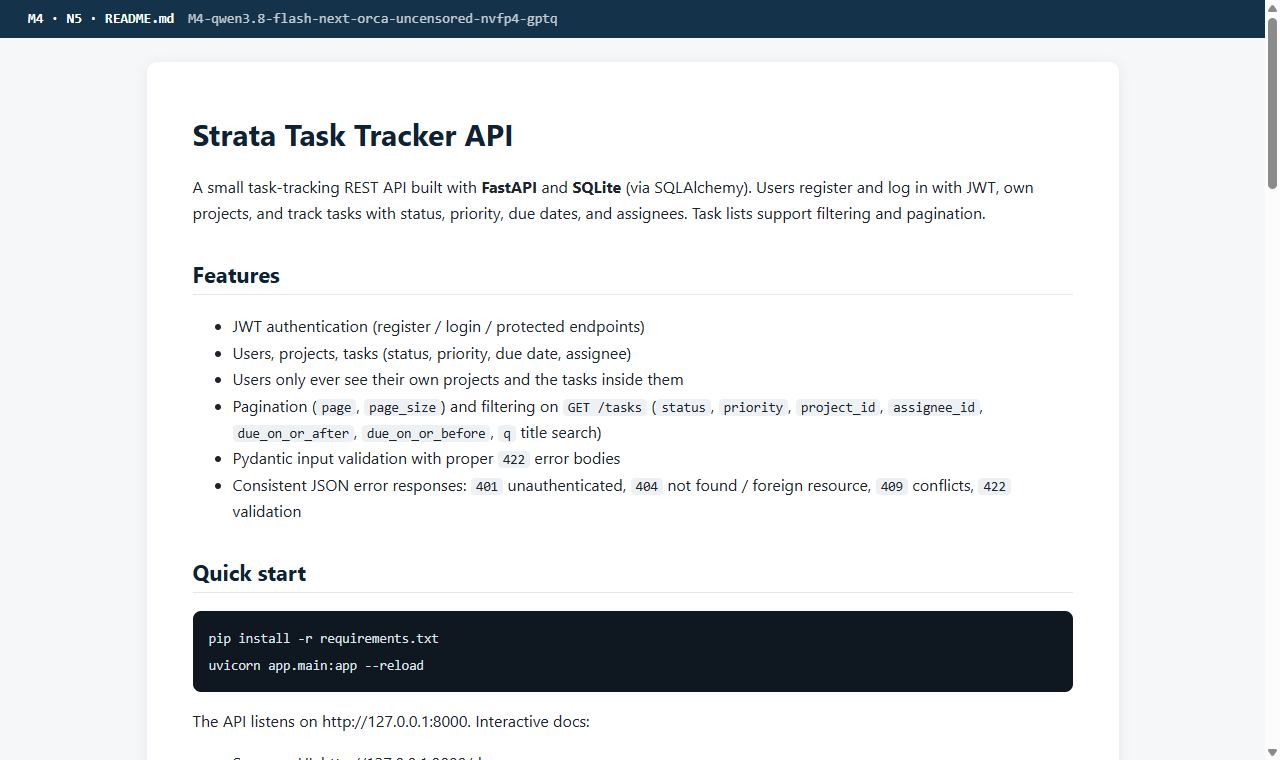 M4 · N5 · README.md M4-qwen3.8-flash-next-orca-uncensored-nvfp4-gptq
Strata Task Tracker API
A small task-tracking REST API built with FastAPI and SQLite (via SQLAlchemy). Users register and log in with JWT, own
projects, and track tasks with status, priority, due dates, and assignees. Task lists support filtering and pagination.
Features
• JWT authentication (register / login / protected endpoints)
• Users, projects, tasks (status, priority, due date, assignee)
• Users only ever see their own projects and the tasks inside them
• Pagination ( page , page_size ) and filtering on GET /tasks ( status , priority , project_id , assignee_id ,
due_on_or_after , due_on_or_before , q title search)
• Pydantic input validation with proper 422 error bodies
• Consistent JSON error responses: 401 unauthenticated, 404 not found / foreign resource, 409 conflicts, 422
validation
Quick start
pip install -r requirements.txt
uvicorn app.main:app --reload
The API listens on http://127.0.0.1:8000. Interactive docs: